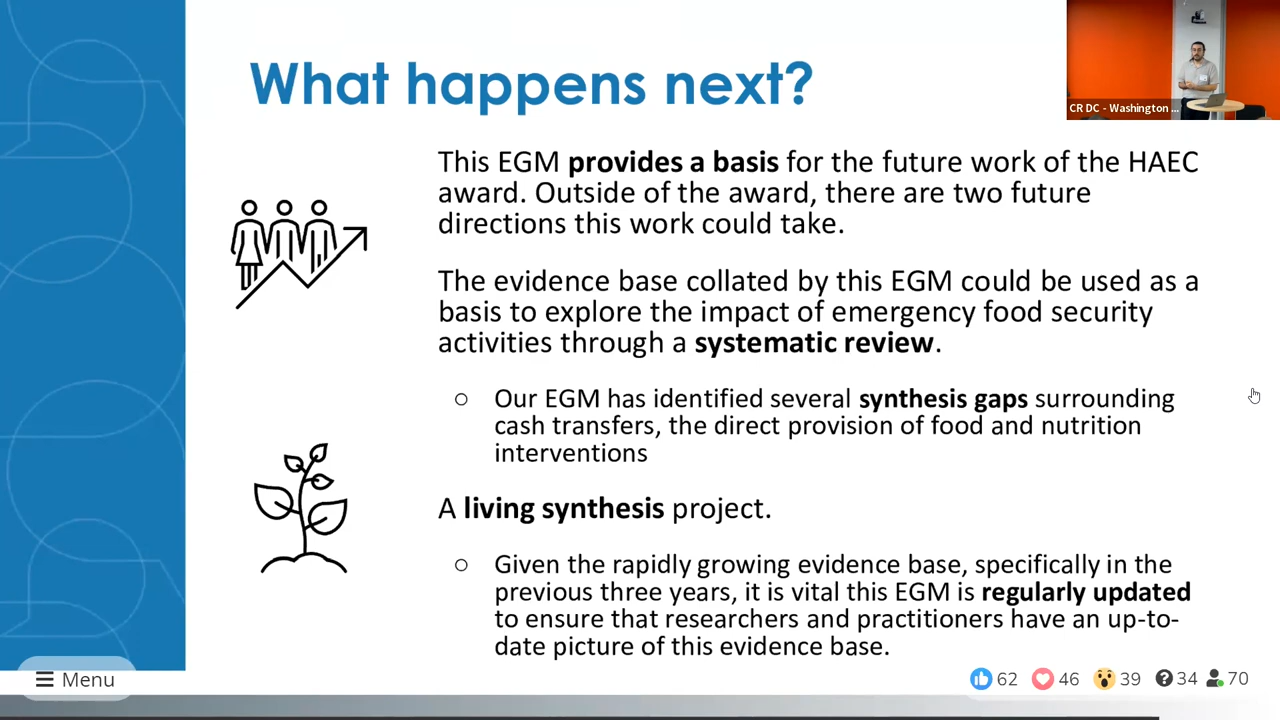 What happens next?
CR DC - Washington ...
This EGM provides a basis for the future work of the HAEC
award. Outside of the award, there are two future
directions this work could take.
The evidence base collated by this EGM could be used as a
basis to explore the impact of emergency food security
activities through a systematic review.
○ Our EGM has identified several synthesis gaps surrounding
cash transfers, the direct provision of food and nutrition
interventions
A living synthesis project.
○ Given the rapidly growing evidence base, specifically in the
previous three years, it is vital this EGM is regularly updated
to ensure that researchers and practitioners have an up-to-
date picture of this evidence base.
Menu
62 46 39 34 70